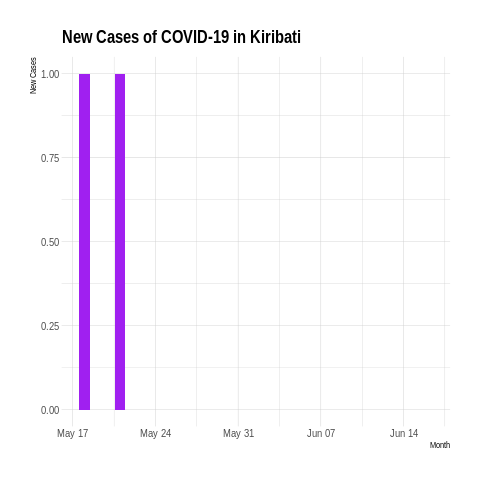 New Cases of COVID-19 in Kiribati
New Cases
1.00
0.75
0.50
0.25
0.00
May 17 May 24 May 31 Jun 07 Jun 14
Month